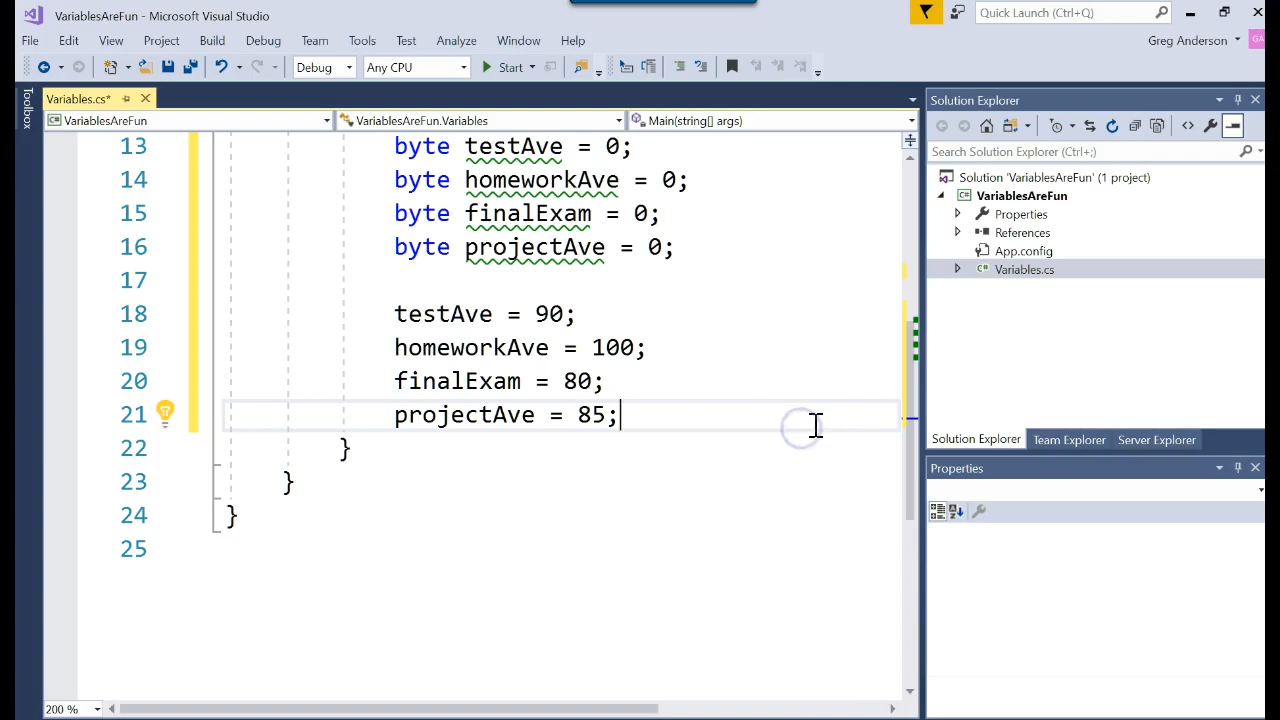 VariablesAreFun - Microsoft Visual Studio
Quick Launch (Ctrl+Q)
File Edit View Project Build Debug Team Tools Test Analyze Window Help
Greg Anderson GA
Debug Any CPU Start
Toolbox
Variables.cs*
VariablesAreFun VariablesAreFun.Variables Main(string[] args)
13 byte testAve = 0;
14 byte homeworkAve = 0;
15 byte finalExam = 0;
16 byte projectAve = 0;
17
18 testAve = 90;
19 homeworkAve = 100;
20 finalExam = 80;
21 projectAve = 85;
22 }
23 }
24 }
25
200 %
Solution Explorer
Search Solution Explorer (Ctrl+;)
Solution 'VariablesAreFun' (1 project)
VariablesAreFun
Properties
References
App.config
Variables.cs
Solution Explorer Team Explorer Server Explorer
Properties